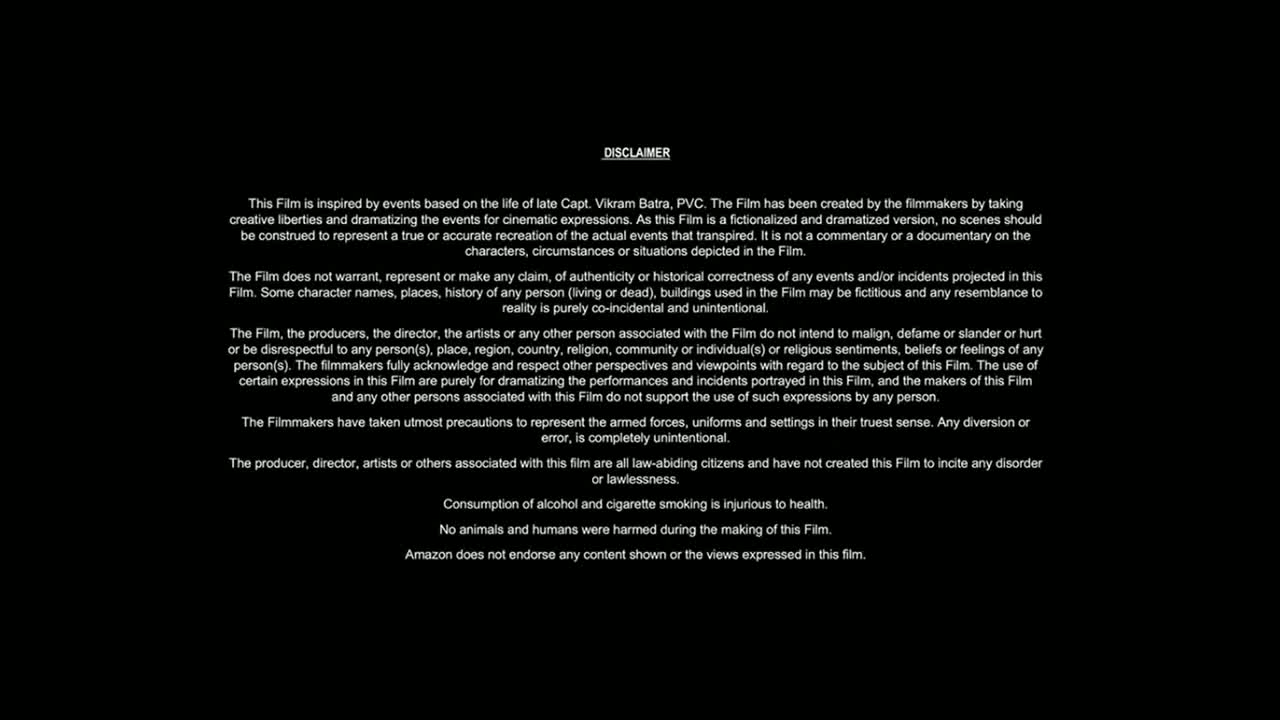 DISCLAIMER
This Film is inspired by events based on the life of late Capt. Vikram Batra, PVC. The Film has been created by the filmmakers by taking
creative liberties and dramatizing the events for cinematic expressions. As this Film is a fictionalized and dramatized version, no scenes should
be construed to represent a true or accurate recreation of the actual events that transpired. It is not a commentary or a documentary on the
characters, circumstances or situations depicted in the Film.
The Film does not warrant, represent or make any claim, of authenticity or historical correctness of any events and/or incidents projected in this
Film. Some character names, places, history of any person (living or dead), buildings used in the Film may be fictitious and any resemblance to
reality is purely co-incidental and unintentional.
The Film, the producers, the director, the artists or any other person associated with the Film do not intend to malign, defame or slander or hurt
or be disrespectful to any person(s), place, region, country, religion, community or individual(s) or religious sentiments, beliefs or feelings of any
person(s). The filmmakers fully acknowledge and respect other perspectives and viewpoints with regard to the subject of this Film. The use of
certain expressions in this Film are purely for dramatizing the performances and incidents portrayed in this Film, and the makers of this Film
and any other persons associated with this Film do not support the use of such expressions by any person.
The Filmmakers have taken utmost precautions to represent the armed forces, uniforms and settings in their truest sense. Any diversion or
error, is completely unintentional.
The producer, director, artists or others associated with this film are all law-abiding citizens and have not created this Film to incite any disorder
or lawlessness.
Consumption of alcohol and cigarette smoking is injurious to health.
No animals and humans were harmed during the making of this Film.
Amazon does not endorse any content shown or the views expressed in this film.